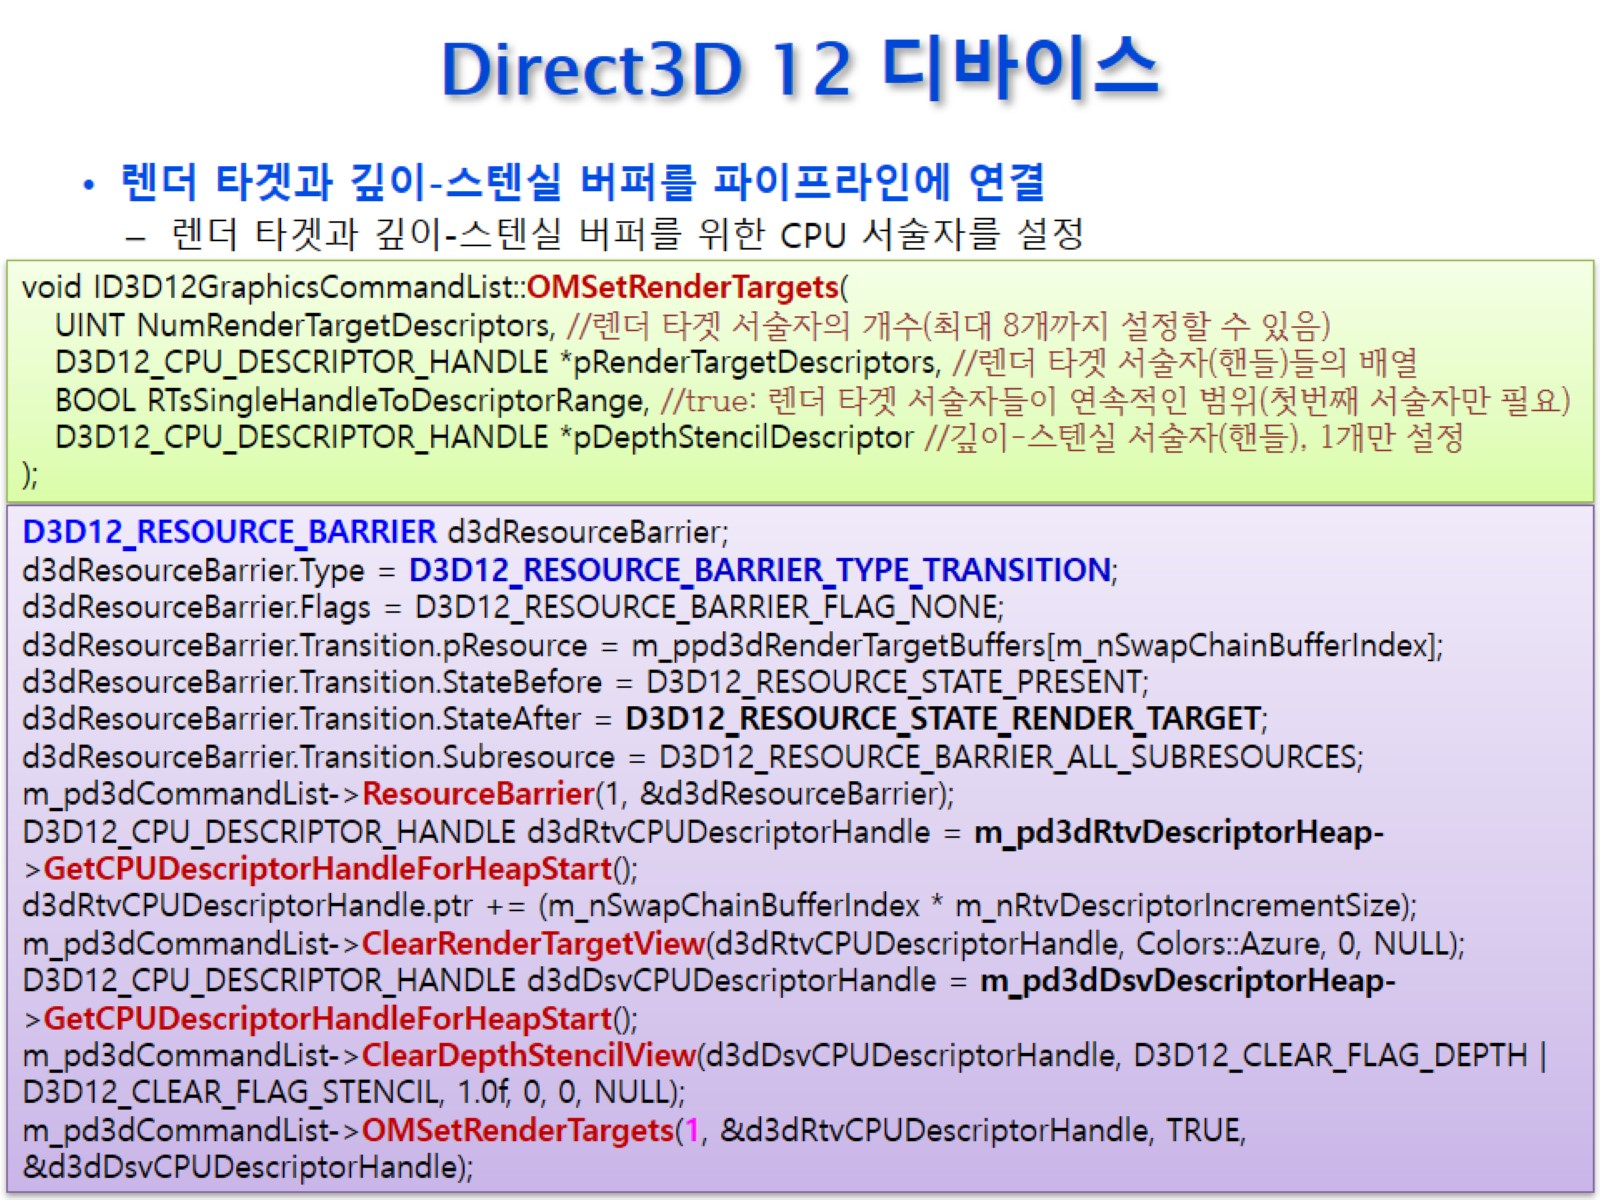 Direct3D 12 디바이스
• 렌더 타겟과 깊이-스텐실 버퍼를 파이프라인에 연결
– 렌더 타겟과 깊이-스텐실 버퍼를 위한 CPU 서술자를 설정
void ID3D12GraphicsCommandList::OMSetRenderTargets(
UINT NumRenderTargetDescriptors, //렌더 타겟 서술자의 개수(최대 8개까지 설정할 수 있음)
D3D12_CPU_DESCRIPTOR_HANDLE *pRenderTargetDescriptors, //렌더 타겟 서술자(핸들)들의 배열
BOOL RTsSingleHandleToDescriptorRange, //true: 렌더 타겟 서술자들이 연속적인 범위(첫번째 서술자만 필요)
D3D12_CPU_DESCRIPTOR_HANDLE *pDepthStencilDescriptor //깊이-스텐실 서술자(핸들), 1개만 설정
);
D3D12_RESOURCE_BARRIER d3dResourceBarrier;
d3dResourceBarrier.Type = D3D12_RESOURCE_BARRIER_TYPE_TRANSITION;
d3dResourceBarrier.Flags = D3D12_RESOURCE_BARRIER_FLAG_NONE;
d3dResourceBarrier.Transition.pResource = m_ppd3dRenderTargetBuffers[m_nSwapChainBufferIndex];
d3dResourceBarrier.Transition.StateBefore = D3D12_RESOURCE_STATE_PRESENT;
d3dResourceBarrier.Transition.StateAfter = D3D12_RESOURCE_STATE_RENDER_TARGET;
d3dResourceBarrier.Transition.Subresource = D3D12_RESOURCE_BARRIER_ALL_SUBRESOURCES;
m_pd3dCommandList->ResourceBarrier(1, &d3dResourceBarrier);
D3D12_CPU_DESCRIPTOR_HANDLE d3dRtvCPUDescriptorHandle = m_pd3dRtvDescriptorHeap-
>GetCPUDescriptorHandleForHeapStart();
d3dRtvCPUDescriptorHandle.ptr += (m_nSwapChainBufferIndex * m_nRtvDescriptorIncrementSize);
m_pd3dCommandList->ClearRenderTargetView(d3dRtvCPUDescriptorHandle, Colors::Azure, 0, NULL);
D3D12_CPU_DESCRIPTOR_HANDLE d3dDsvCPUDescriptorHandle = m_pd3dDsvDescriptorHeap-
>GetCPUDescriptorHandleForHeapStart();
m_pd3dCommandList->ClearDepthStencilView(d3dDsvCPUDescriptorHandle, D3D12_CLEAR_FLAG_DEPTH |
D3D12_CLEAR_FLAG_STENCIL, 1.0f, 0, 0, NULL);
m_pd3dCommandList->OMSetRenderTargets(1, &d3dRtvCPUDescriptorHandle, TRUE,
&d3dDsvCPUDescriptorHandle);